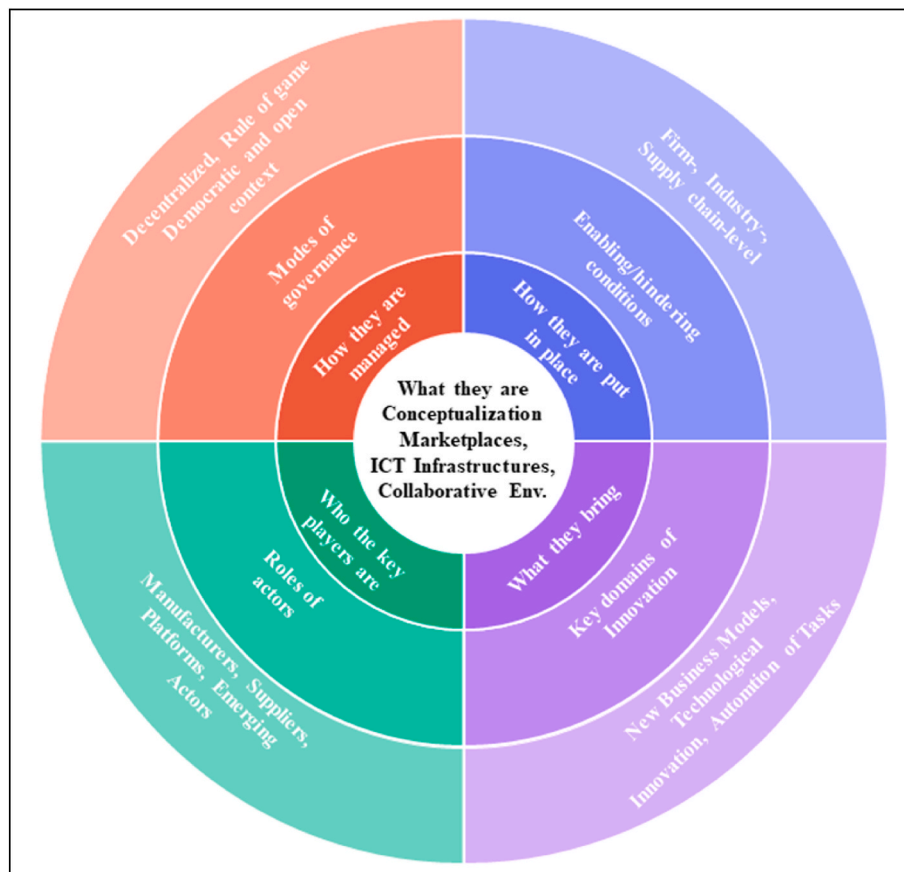 Decentralized, Rule of game
Democratic and open
context
Modes of
governance
How they are
managed
Firm-, Industry-,
Supply chain-level
Enabling/hindering
conditions
How they are put
in place
What they are
Conceptualization
Marketplaces,
ICT Infrastructures,
Collaborative Env.
Who the key
players are
Roles of
actors
Manufacturers, Suppliers,
Platforms, Emerging
Actors
What they bring
Key domains of
Innovation
New Business Models,
Technological
Innovation, Automtion of Tasks